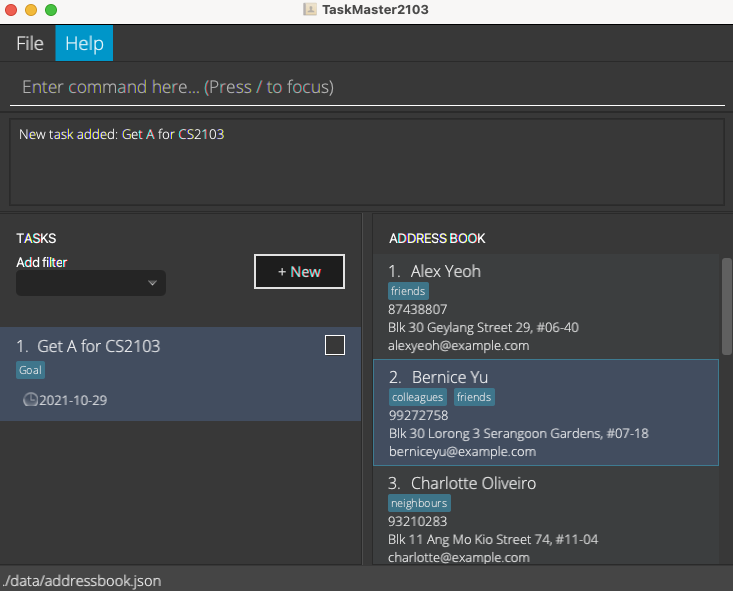 TaskMaster2103
File Help
Enter command here... (Press / to focus)
New task added: Get A for CS2103
TASKS
Add filter
+ New
1. Get A for CS2103
Goal
2021-10-29
ADDRESS BOOK
1. Alex Yeoh
friends
87438807
Blk 30 Geylang Street 29, #06-40
alexyeoh@example.com
2. Bernice Yu
colleagues friends
99272758
Blk 30 Lorong 3 Serangoon Gardens, #07-18
berniceyu@example.com
3. Charlotte Oliveiro
neighbours
93210283
Blk 11 Ang Mo Kio Street 74, #11-04
charlotte@example.com
./data/addressbook.json